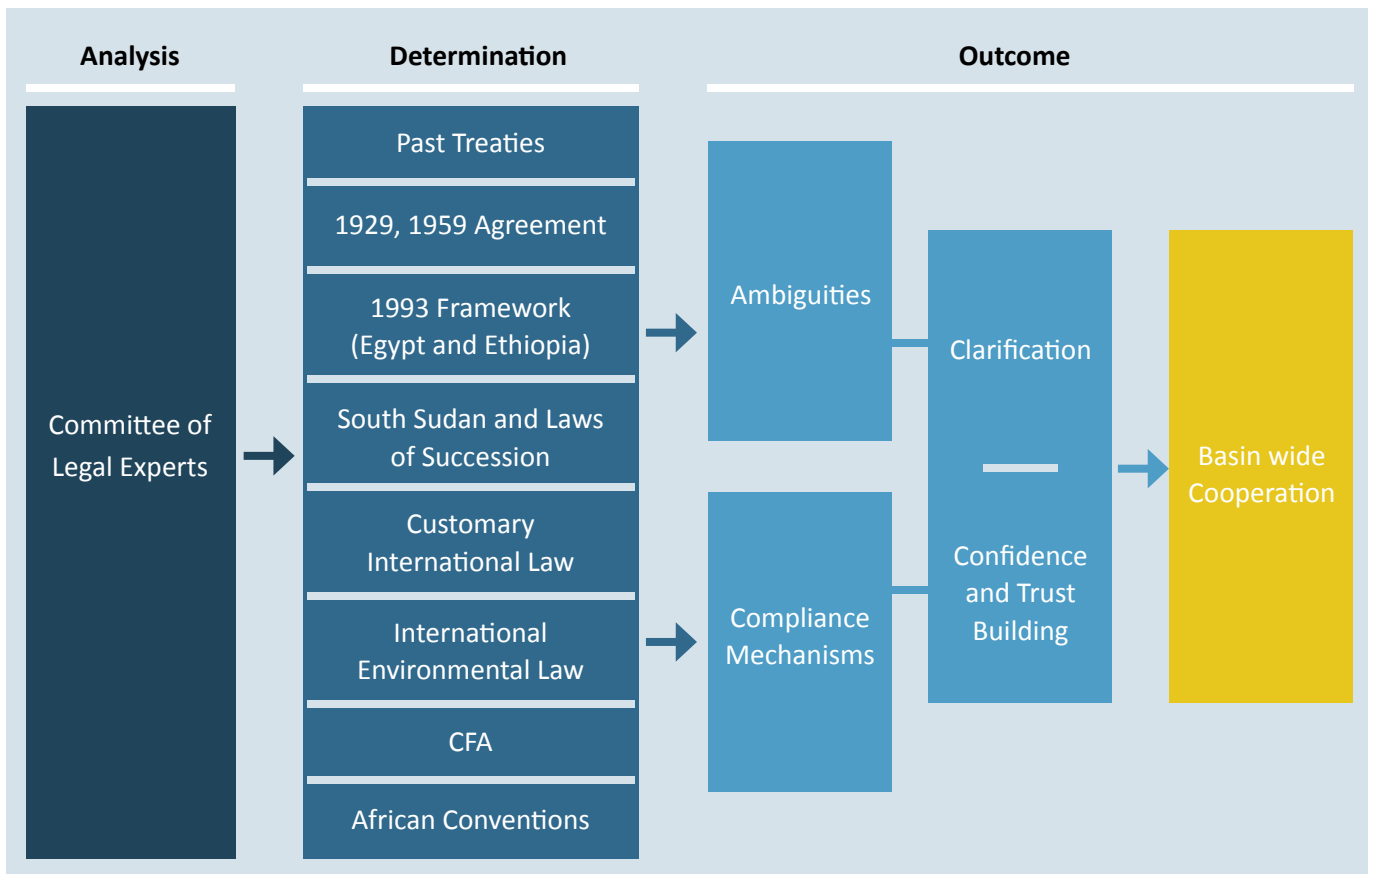 Analysis
Determination
Outcome
Committee of
Legal Experts
Past Treaties
1929, 1959 Agreement
1993 Framework
(Egypt and Ethiopia)
South Sudan and Laws
of Succession
Customary
International Law
International
Environmental Law
CFA
African Conventions
Ambiguities
Compliance
Mechanisms
Clarification
Confidence
and Trust
Building
Basin wide
Cooperation